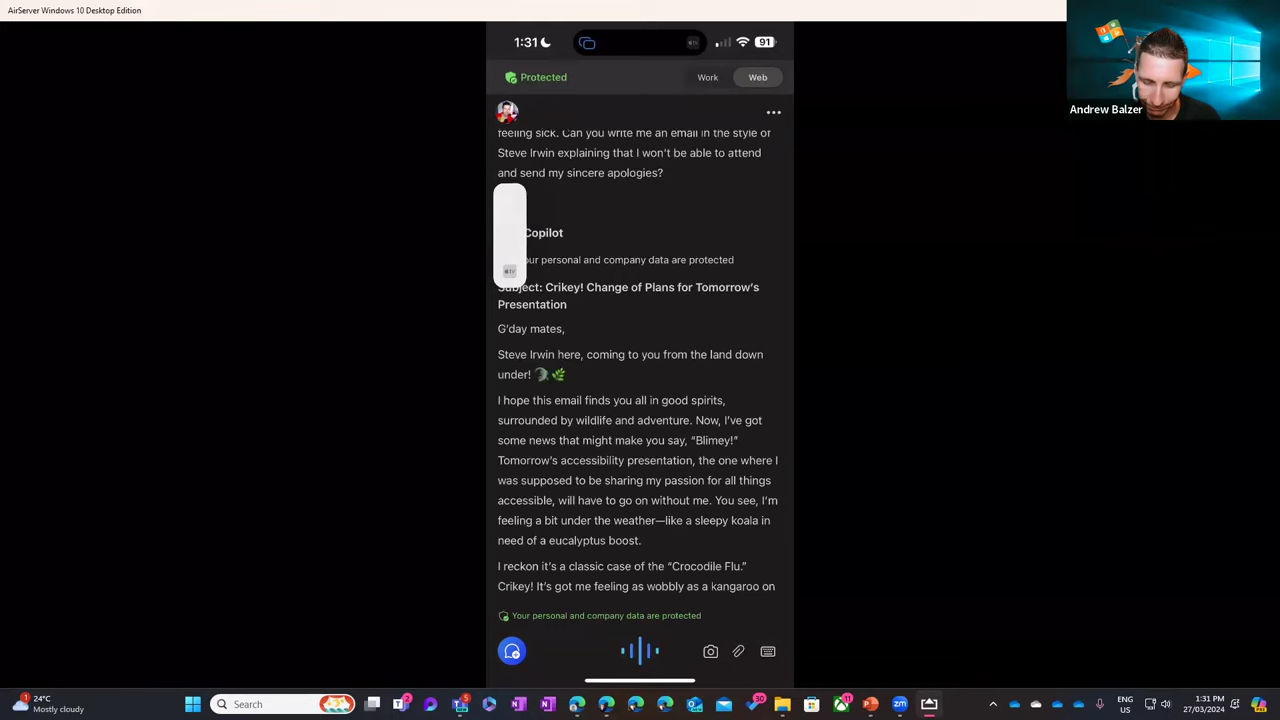 AirServer Windows 10 Desktop Edition
1:31
91
Protected
Work
Web
Andrew Balzer
feeling sick. Can you write me an email in the style of
Steve Irwin explaining that I won't be able to attend
and send my sincere apologies?
Copilot
our personal and company data are protected
Subject: Crikey! Change of Plans for Tomorrow's
Presentation
G'day mates,
Steve Irwin here, coming to you from the land down
under!
I hope this email finds you all in good spirits,
surrounded by wildlife and adventure. Now, I've got
some news that might make you say, "Blimey!"
Tomorrow's accessibility presentation, the one where I
was supposed to be sharing my passion for all things
accessible, will have to go on without me. You see, I'm
feeling a bit under the weather—like a sleepy koala in
need of a eucalyptus boost.
I reckon it's a classic case of the "Crocodile Flu."
Crikey! It's got me feeling as wobbly as a kangaroo on
Your personal and company data are protected
1
24°C
Mostly cloudy
Search
2
5
30
11
ENG
US
1:31 PM
27/03/2024